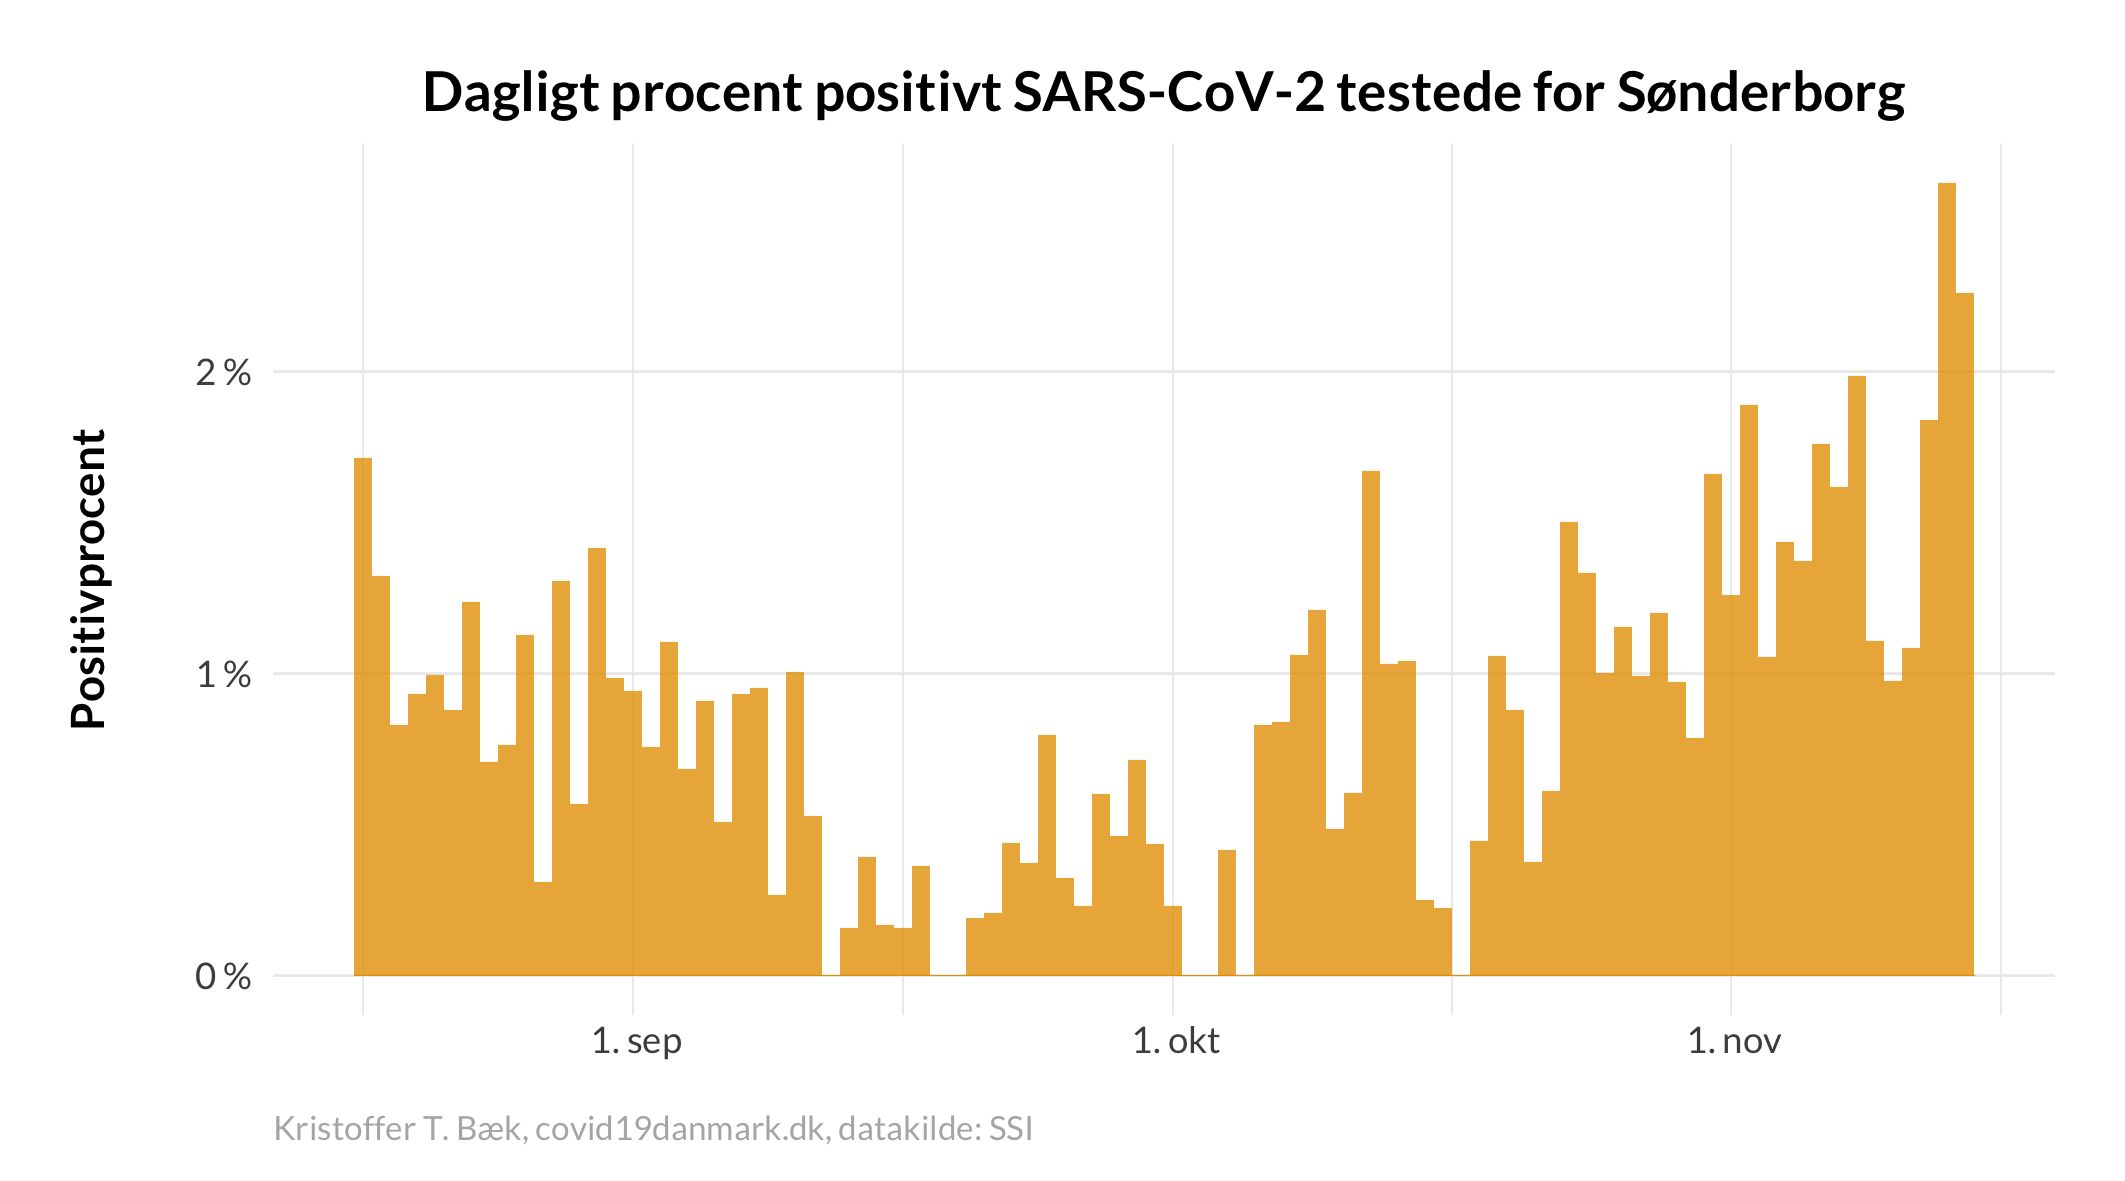 Dagligt procent positivt SARS-CoV-2 testede for Sønderborg
Positivprocent
2 %
1 %
0 %
1. sep
1. okt
1. nov
Kristoffer T. Bæk, covid19danmark.dk, datakilde: SSI